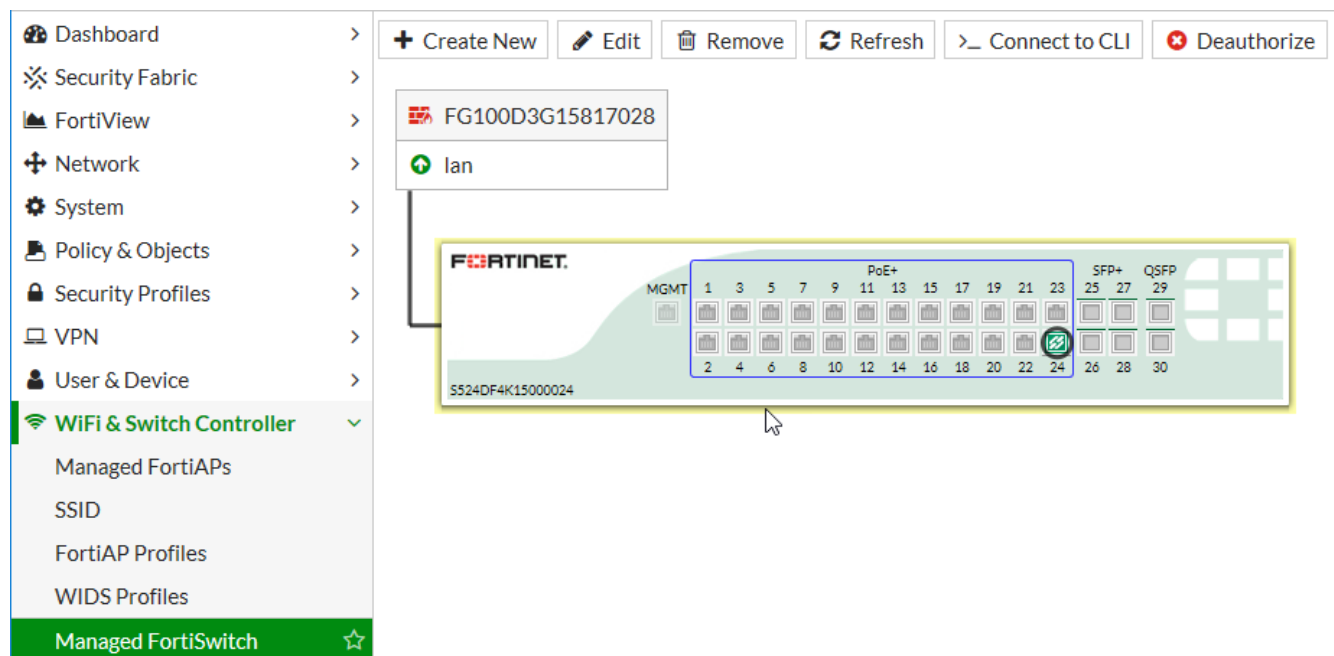 Dashboard
Security Fabric
FortiView
Network
System
Policy & Objects
Security Profiles
VPN
User & Device
WiFi & Switch Controller
Managed FortiAPs
SSID
FortiAP Profiles
WIDS Profiles
Managed FortiSwitch
Create New Edit Remove Refresh >_ Connect to CLI Deauthorize
FG100D3G15817028
lan
FORTINET.
PoE+ SFP+ QSFP
MGMT 1 3 5 7 9 11 13 15 17 19 21 23 25 27 29
2 4 6 8 10 12 14 16 18 20 22 24 26 28 30
S524DF4K15000024